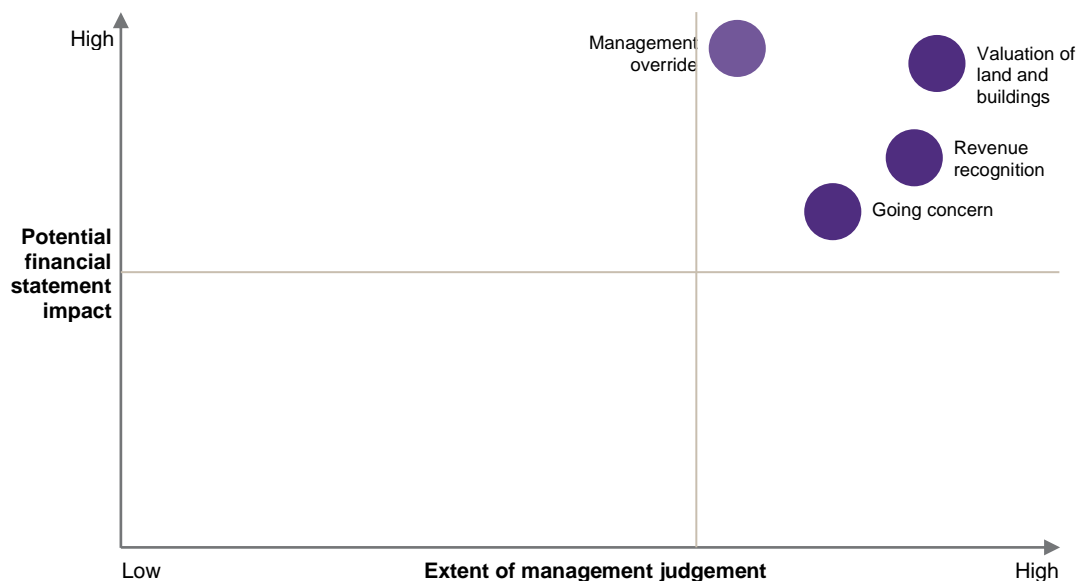 High
Management
override
Valuation of
land and
buildings
Revenue
recognition
Going concern
Potential
financial
statement
impact
Low
Extent of management judgement
High